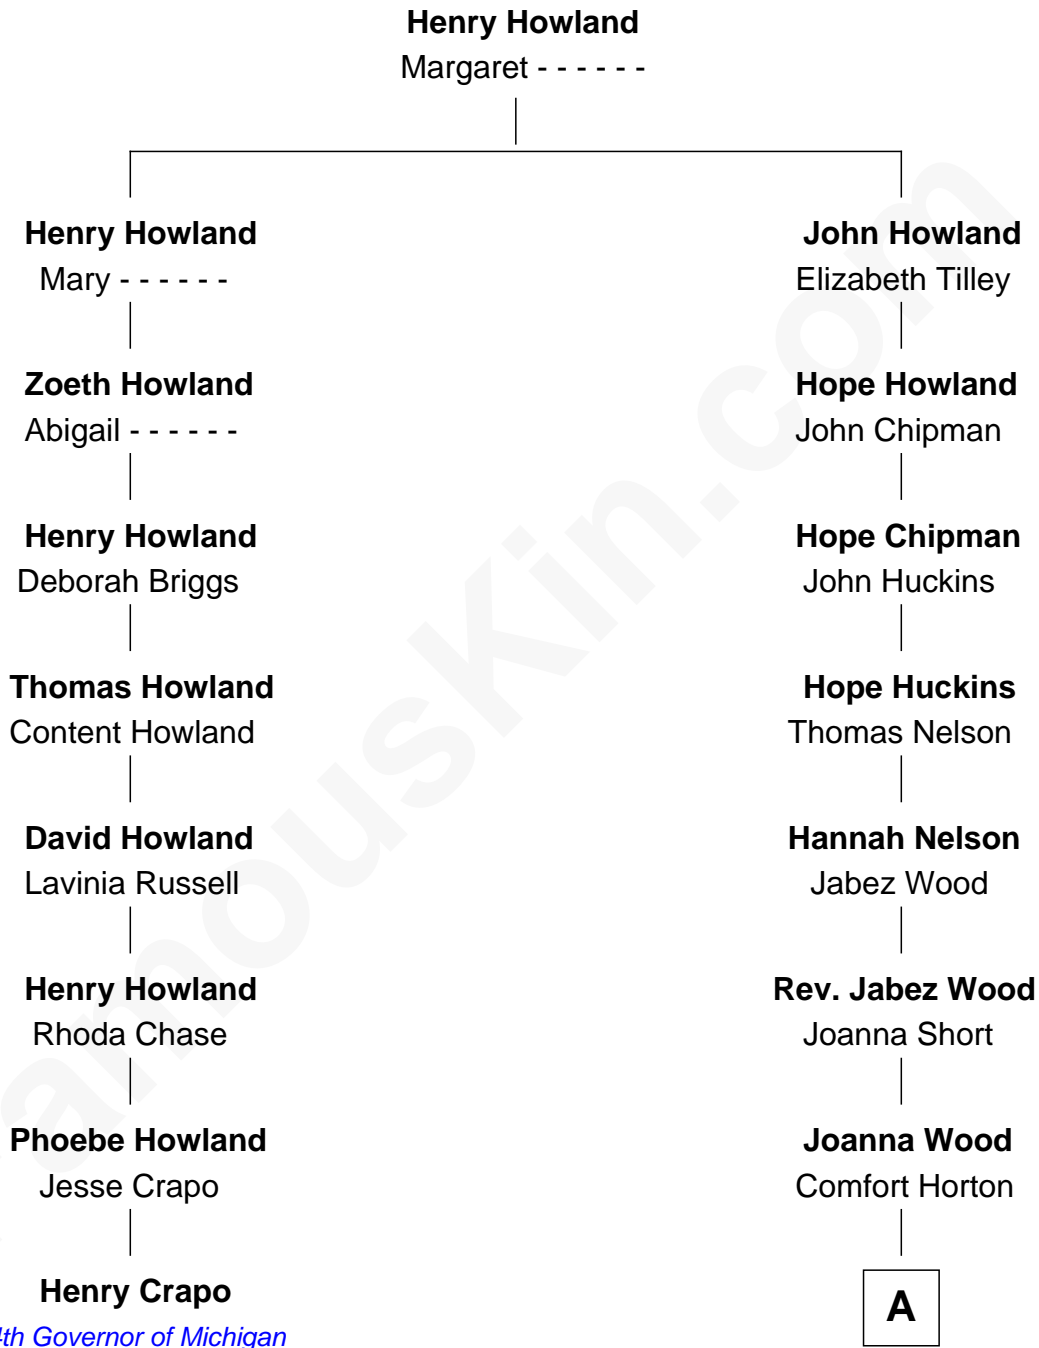 Henry Howland
Margaret - - - - - -
Henry Howland
Mary - - - - - -
John Howland
Elizabeth Tilley
Zoeth Howland
Abigail - - - - - -
Hope Howland
John Chipman
Henry Howland
Deborah Briggs
Hope Chipman
John Huckins
Thomas Howland
Content Howland
Hope Huckins
Thomas Nelson
David Howland
Lavinia Russell
Hannah Nelson
Jabez Wood
Henry Howland
Rhoda Chase
Rev. Jabez Wood
Joanna Short
Phoebe Howland
Jesse Crapo
Joanna Wood
Comfort Horton
Henry Crapo
4th Governor of Michigan
A
amouskin.com